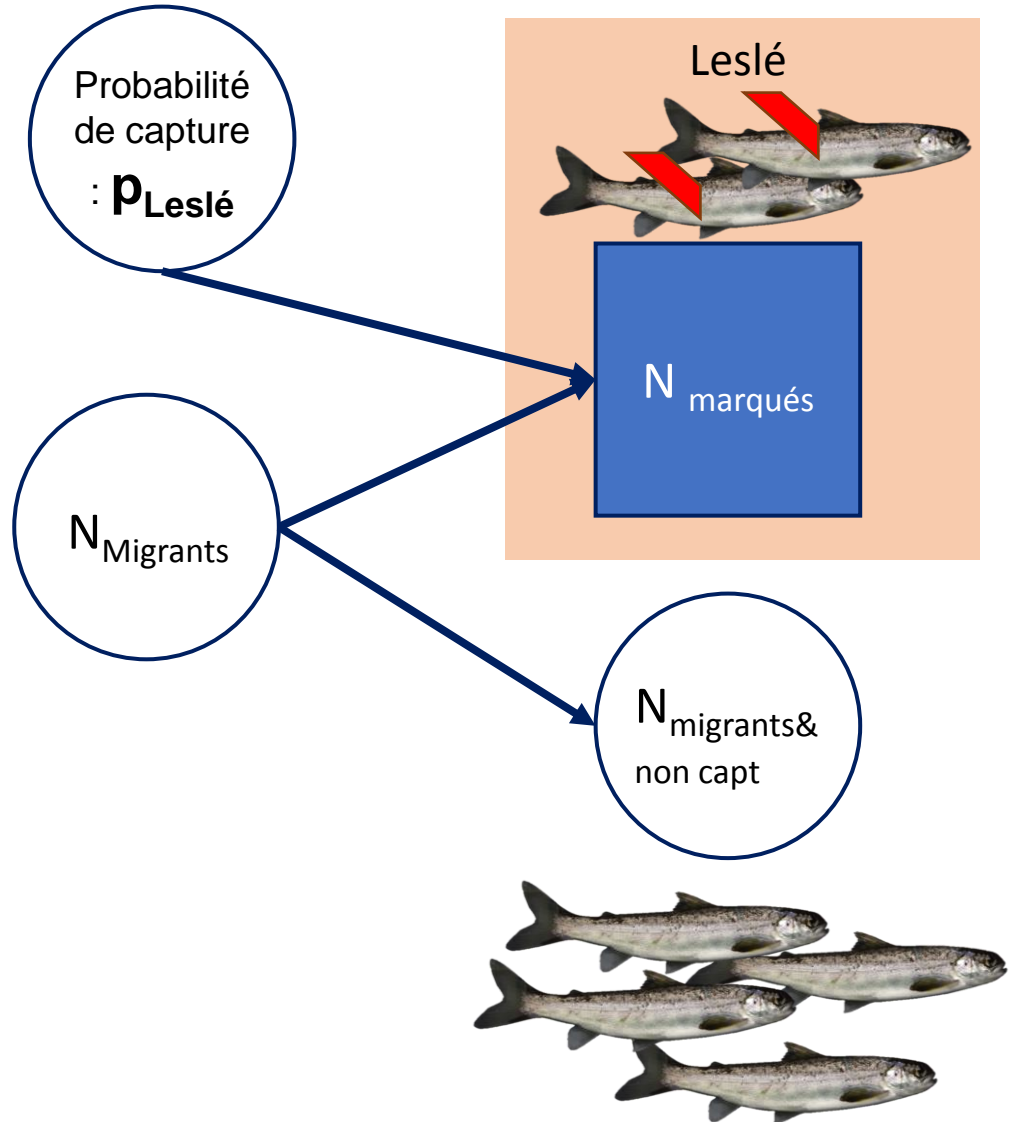 Probabilité
de capture
: pLeslé
Leslé
N marqués
NMigrants
Nmigrants&
non capt